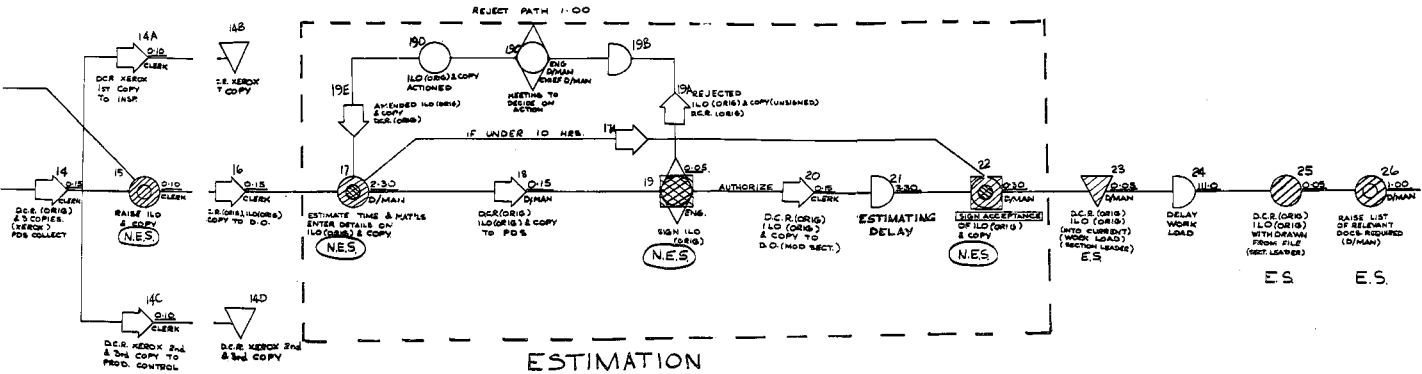 REJECT PATH 1·00
14A
0·10
CLERK
DCR XEROX
1ST COPY
TO INSP.
14B
XEROX
COPY
19D
ILO (ORIG) & COPY
ACTIONED
19C
ENG
D/MAN
CHIEF D/MAN
MEETING TO
DECIDE ON
ACTION
19B
19E
AMENDED ILO (ORIG)
& COPY
D.C.R. (ORIG)
19A
REJECTED
ILO (ORIG) & COPY (UNSIGNED)
D.C.R. (ORIG)
IF UNDER 10 HRS.
17A
14
0·15
CLERK
D.C.R. (ORIG)
& 3 COPIES.
(XEROX)
PDS COLLECT
15
0·10
CLERK
RAISE ILO
& COPY
N.E.S.
16
0·15
CLERK
(ORIG) ILO (ORIG)
COPY TO D.O.
17
2·30
D/MAN
ESTIMATE TIME & MAT'LS
ENTER DETAILS ON
ILO (ORIG) & COPY
N.E.S.
18
0·15
D/MAN
DCR (ORIG)
ILO (ORIG) & COPY
TO PDS
19
0·05
ENG.
SIGN ILO
(ORIG)
N.E.S.
AUTHORIZE
20
0·15
CLERK
D.C.R. (ORIG)
ILO (ORIG)
& COPY TO
D.O. (MOD SECT.)
21
3·30
ESTIMATING
DELAY
22
0·30
D/MAN
SIGN ACCEPTANCE
OF ILO (ORIG)
& COPY
N.E.S.
23
0·05
D/MAN
D.C.R. (ORIG)
ILO (ORIG)
(INTO CURRENT)
(WORK LOAD)
(SECTION LEADER)
E.S.
24
111·0
DELAY
WORK
LOAD
25
0·05
D.C.R. (ORIG)
ILO (ORIG)
WITHDRAWN
FROM FILE
(SECT. LEADER)
E.S.
26
1·00
D/MAN
RAISE LIST
OF RELEVANT
DOCS REQUIRED
(D/MAN)
E.S.
14C
0·10
CLERK
D.C.R. XEROX 2nd
& 3rd COPY TO
PROD. CONTROL
14D
D.C.R. XEROX 2nd
& 3rd COPY
ESTIMATION